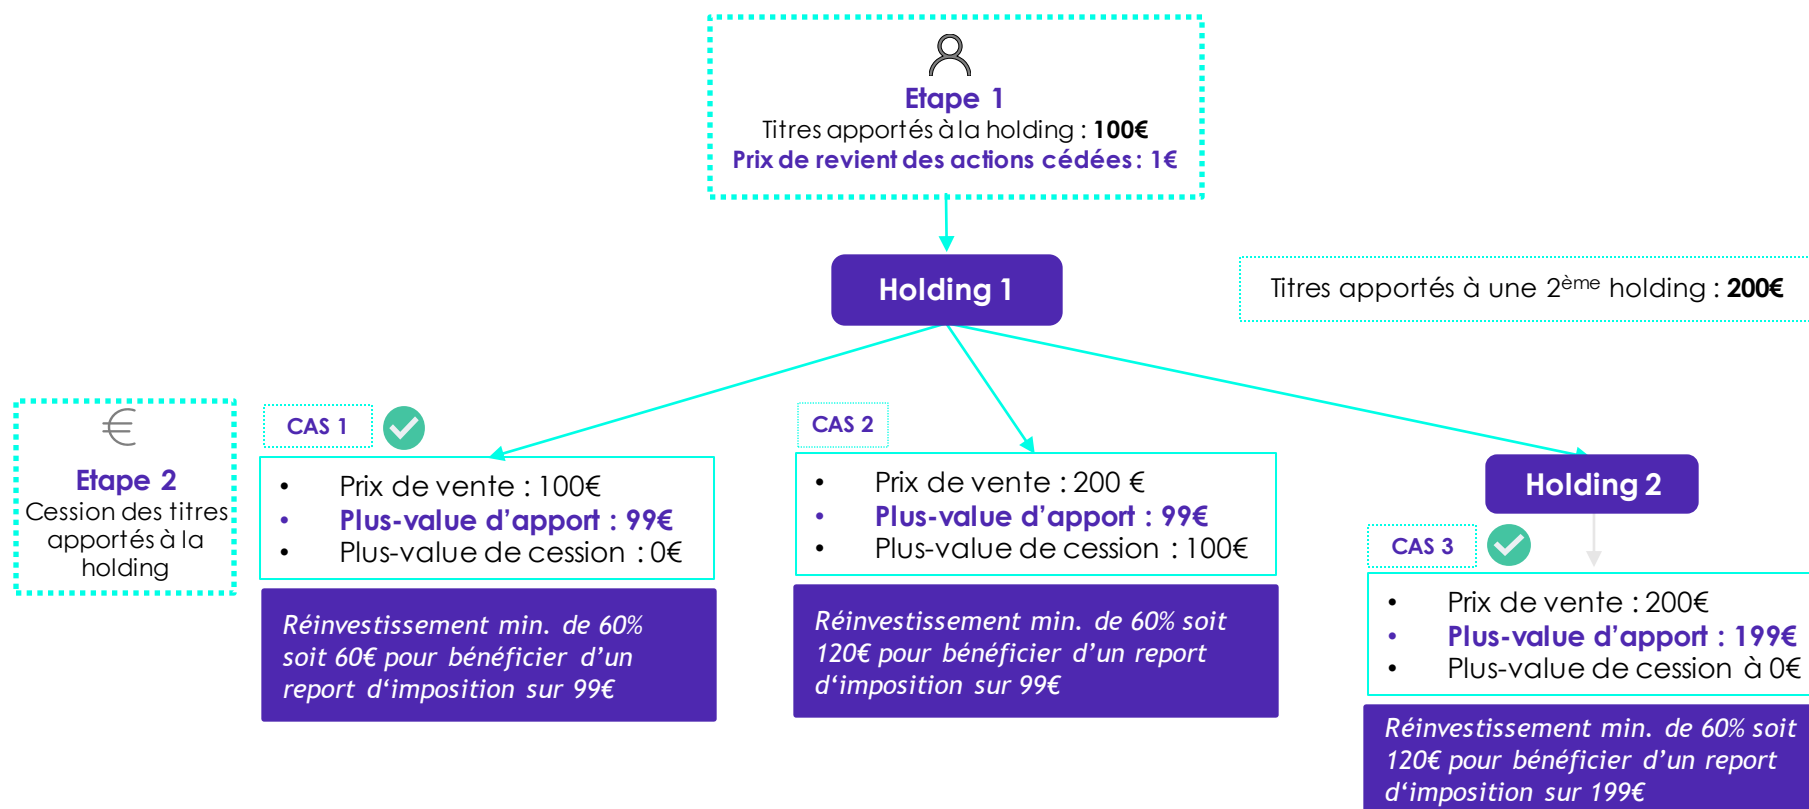 Etape 1
Titres apportés à la holding : 100€
Prix de revient des actions cédées : 1€
Holding 1
Titres apportés à une 2ème holding : 200€
€
Etape 2
Cession des titres
apportés à la
holding
CAS 1
• Prix de vente : 100€
• Plus-value d’apport : 99€
• Plus-value de cession : 0€
Réinvestissement min. de 60%
soit 60€ pour bénéficier d’un
report d‘imposition sur 99€
CAS 2
• Prix de vente : 200 €
• Plus-value d’apport : 99€
• Plus-value de cession : 100€
Réinvestissement min. de 60% soit
120€ pour bénéficier d’un report
d‘imposition sur 99€
Holding 2
CAS 3
• Prix de vente : 200€
• Plus-value d’apport : 199€
• Plus-value de cession à 0€
Réinvestissement min. de 60% soit
120€ pour bénéficier d’un report
d‘imposition sur 199€